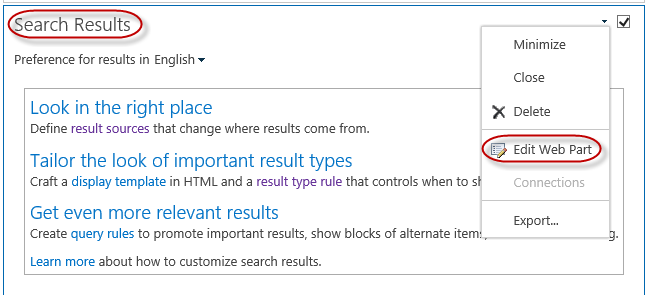 Search Results
Preference for results in English
Minimize
Close
Delete
Edit Web Part
Connections
Export...
Look in the right place
Define result sources that change where results come from.
Tailor the look of important result types
Craft a display template in HTML and a result type rule that controls when to
Get even more relevant results
Create query rules to promote important results, show blocks of alternate items,
Learn more about how to customize search results.